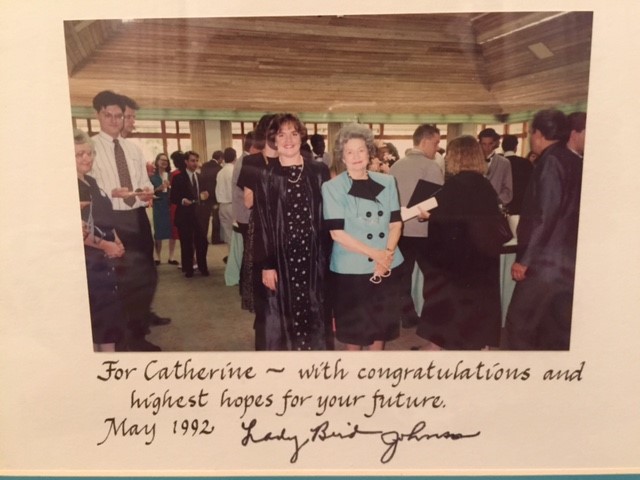 For Catherine ~ with congratulations and
highest hopes for your future.
May 1992 Lady Bird Johnson